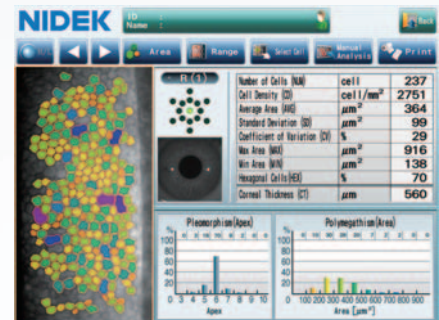 NIDEK
ID :
Name :
Back
R/L
Area
Range
Select Cell
Manual Analysis
Print
R(1)
Number of Cells (NUM) cell 237
Cell Density (CD) cell/mm² 2751
Average Area (AVG) μm² 364
Standard Deviation (SD) μm² 99
Coefficient of Variation (CV) % 29
Max Area (MAX) μm² 916
Min Area (MIN) μm² 138
Hexagonal Cells (HEX) % 70
Corneal Thickness (CT) μm 560
Pleomorphism(Apex)
%
100
80
60
40
20
0 3 4 5 6 7 8 9 10
Apex
Polymegathism(Area)
%
100
80
60
40
20
0 100 200 300 400 500 600 700 800 900
Area [μm²]